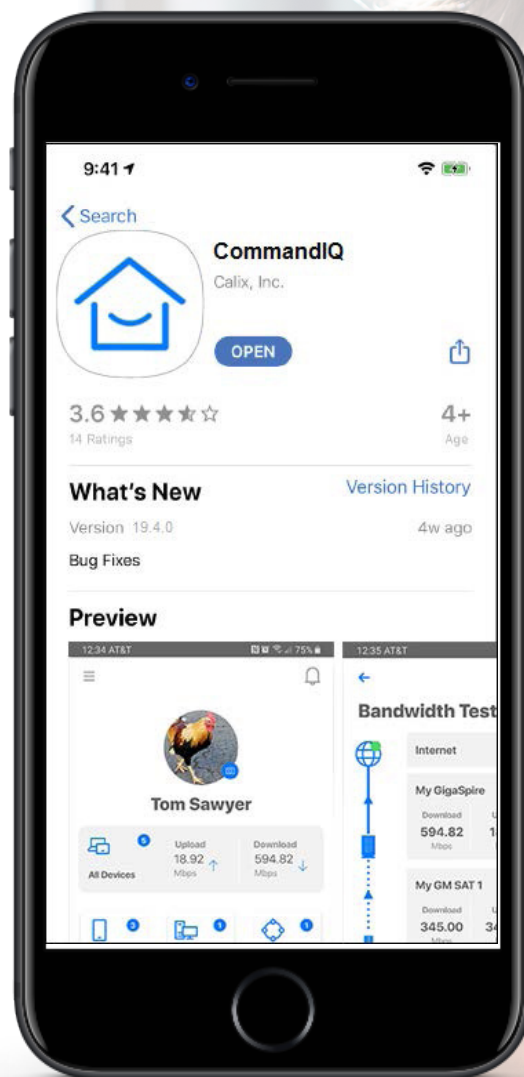 9:41
Search
CommandIQ
Calix, Inc.
OPEN
3.6
4+
14 Ratings
Age
What's New
Version History
Version 19.4.0
4w ago
Bug Fixes
Preview
12:34 AT&T
75%
Tom Sawyer
5
All Devices
Upload
18.92
Mbps
Download
594.82
Mbps
3
1
1
12:35 AT&T
Bandwidth Test
Internet
My GigaSpire
Download
594.82
Mbps
My GM SAT 1
Download
345.00
Mbps